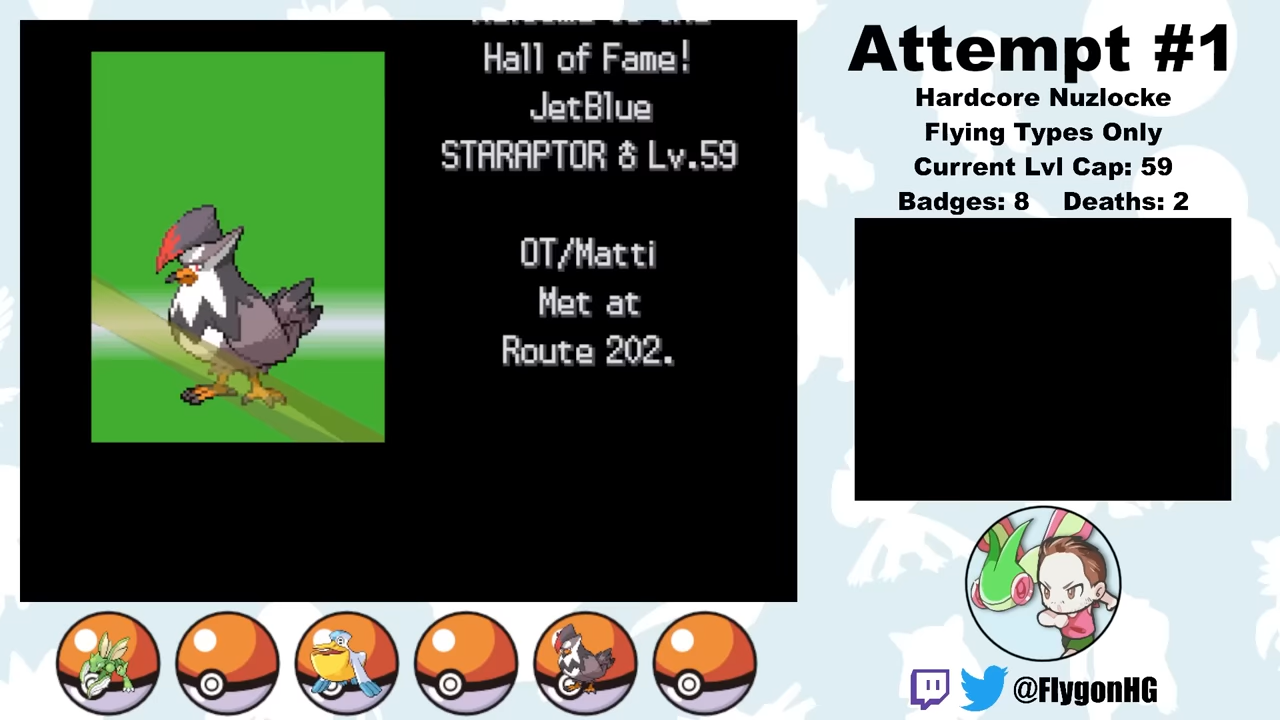 Hall of Fame!
JetBlue
STARAPTOR ♂ Lv.59
OT/Matti
Met at
Route 202.
Attempt #1
Hardcore Nuzlocke
Flying Types Only
Current Lvl Cap: 59
Badges: 8 Deaths: 2
@FlygonHG